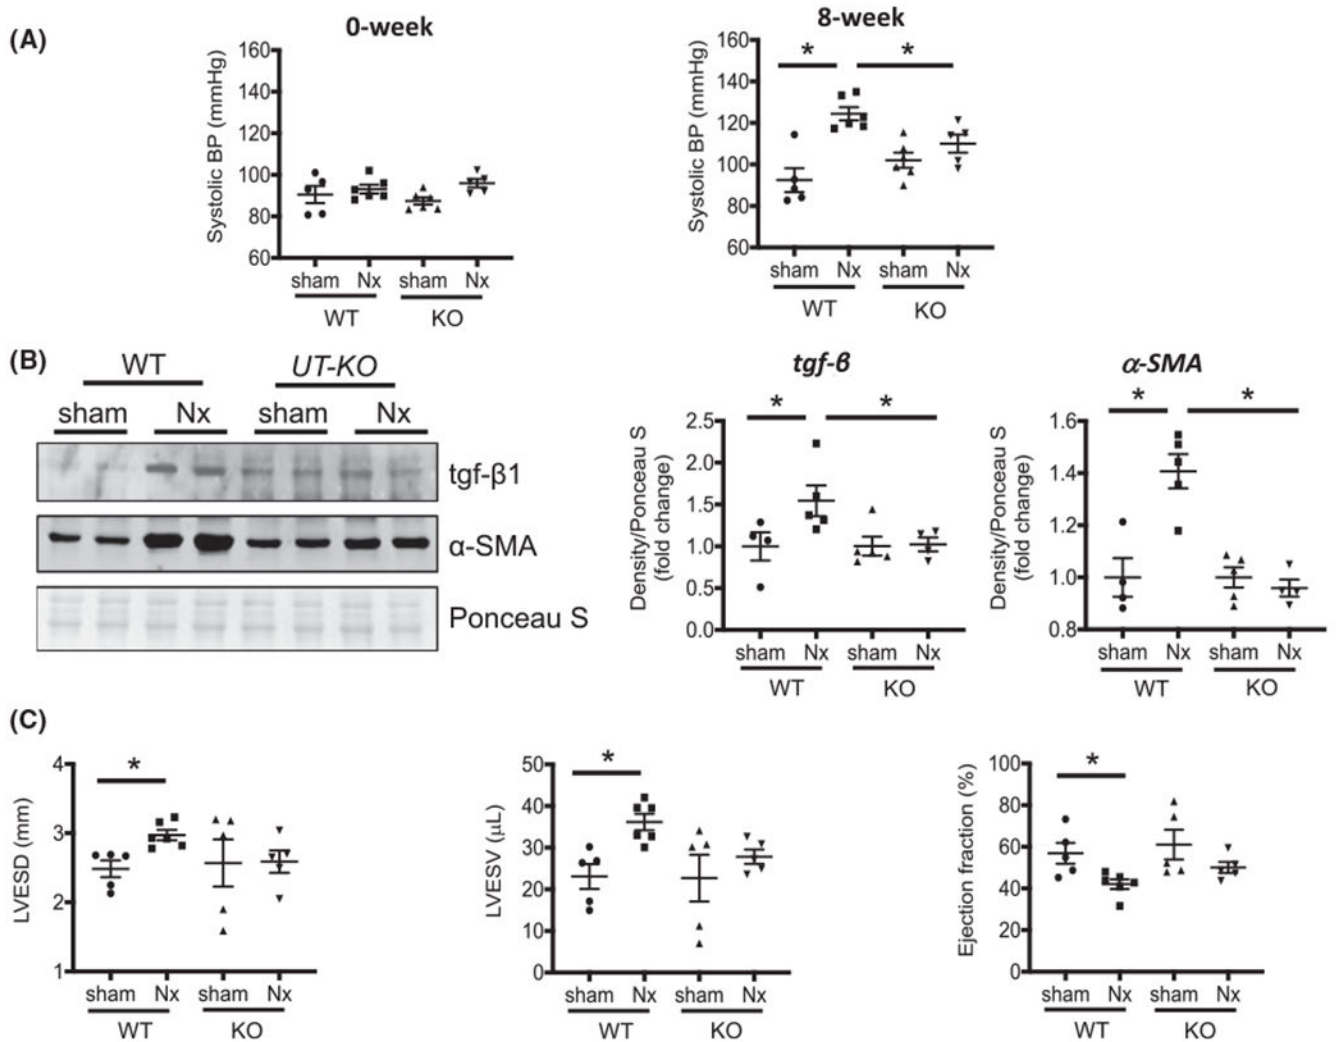 (A)
0-week
Systolic BP (mmHg)
160
140
120
100
80
60
sham Nx sham Nx
WT KO
8-week
* *
Systolic BP (mmHg)
160
140
120
100
80
60
sham Nx sham Nx
WT KO
(B)
WT UT-KO
sham Nx sham Nx
tgf-β1
α-SMA
Ponceau S
tgf-β
* *
Density/Ponceau S
(fold change)
2.5
2.0
1.5
1.0
0.5
0.0
sham Nx sham Nx
WT KO
α-SMA
* *
Density/Ponceau S
(fold change)
1.6
1.4
1.2
1.0
0.8
sham Nx sham Nx
WT KO
(C)
*
LVESD (mm)
4
3
2
1
sham Nx sham Nx
WT KO
*
LVESV (μL)
50
40
30
20
10
0
sham Nx sham Nx
WT KO
*
Ejection fraction (%)
100
80
60
40
20
0
sham Nx sham Nx
WT KO